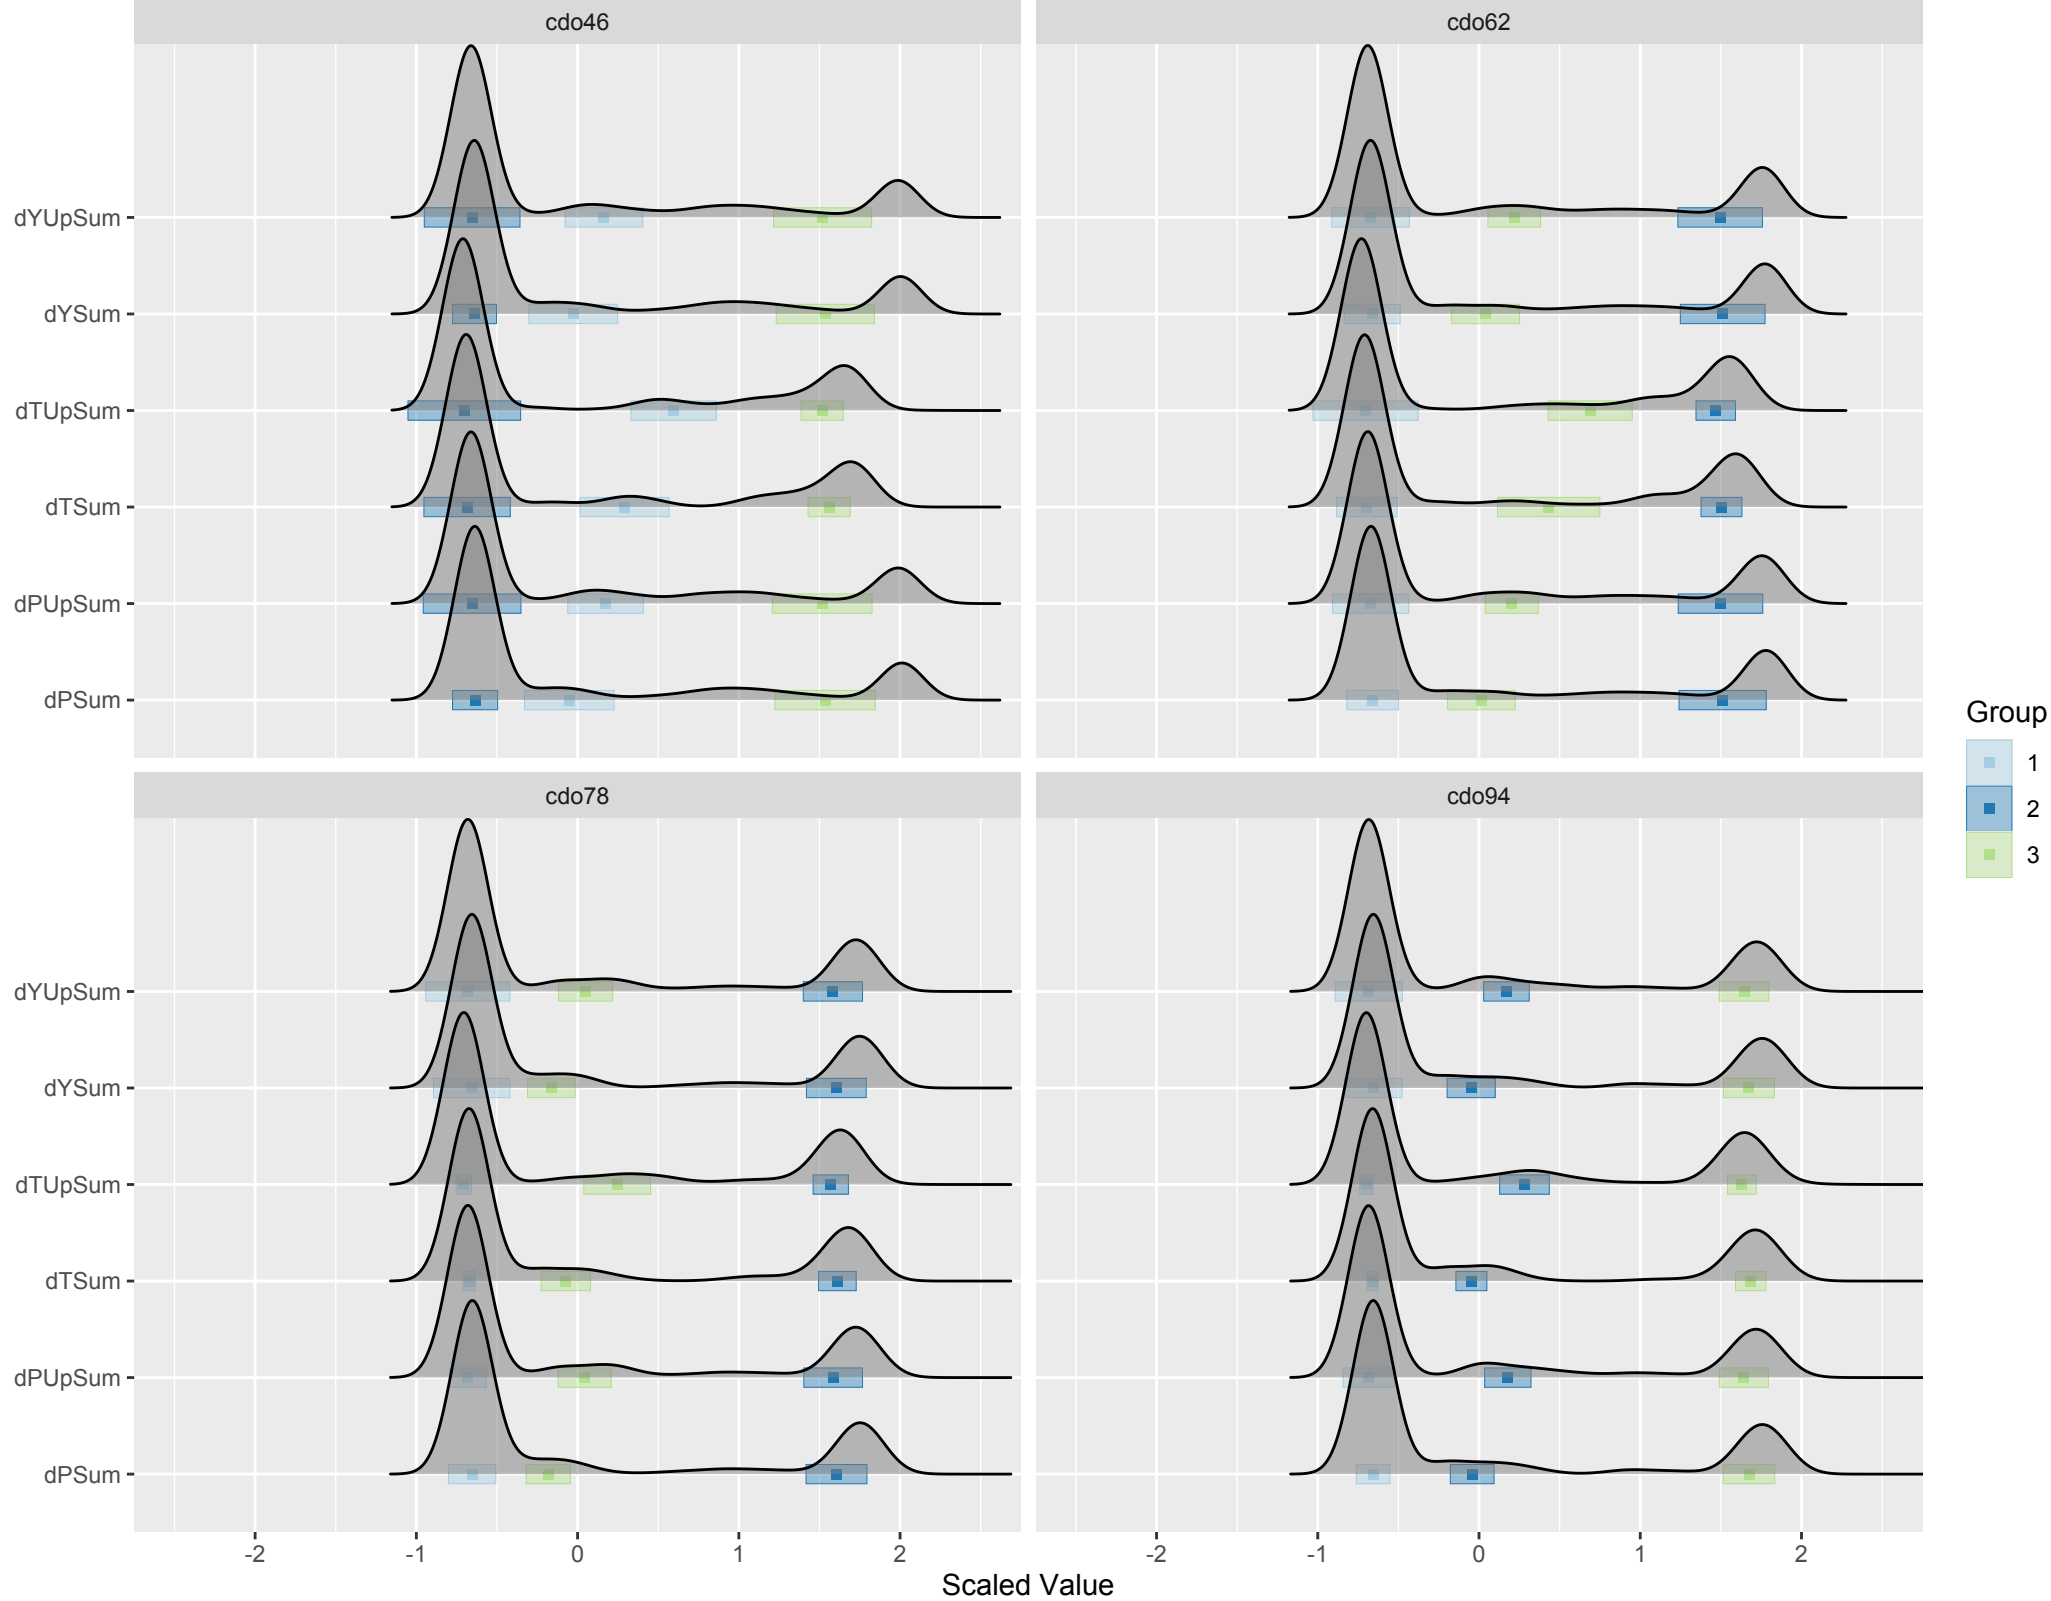 cdo46
cdo62
dYUpSum
dYSum
dTUpSum
dTSum
dPUpSum
dPSum
cdo78
cdo94
dYUpSum
dYSum
dTUpSum
dTSum
dPUpSum
dPSum
-2 -1 0 1 2
-2 -1 0 1 2
Scaled Value
Group
1
2
3